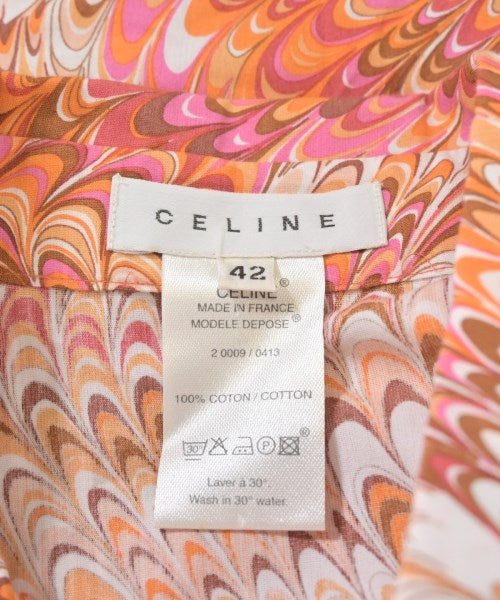 CELINE
42
CELINE®
MADE IN FRANCE
MODELE DEPOSE®
2 0009 / 0413
100% COTON / COTTON
30° P ®
Laver à 30°.
Wash in 30° water